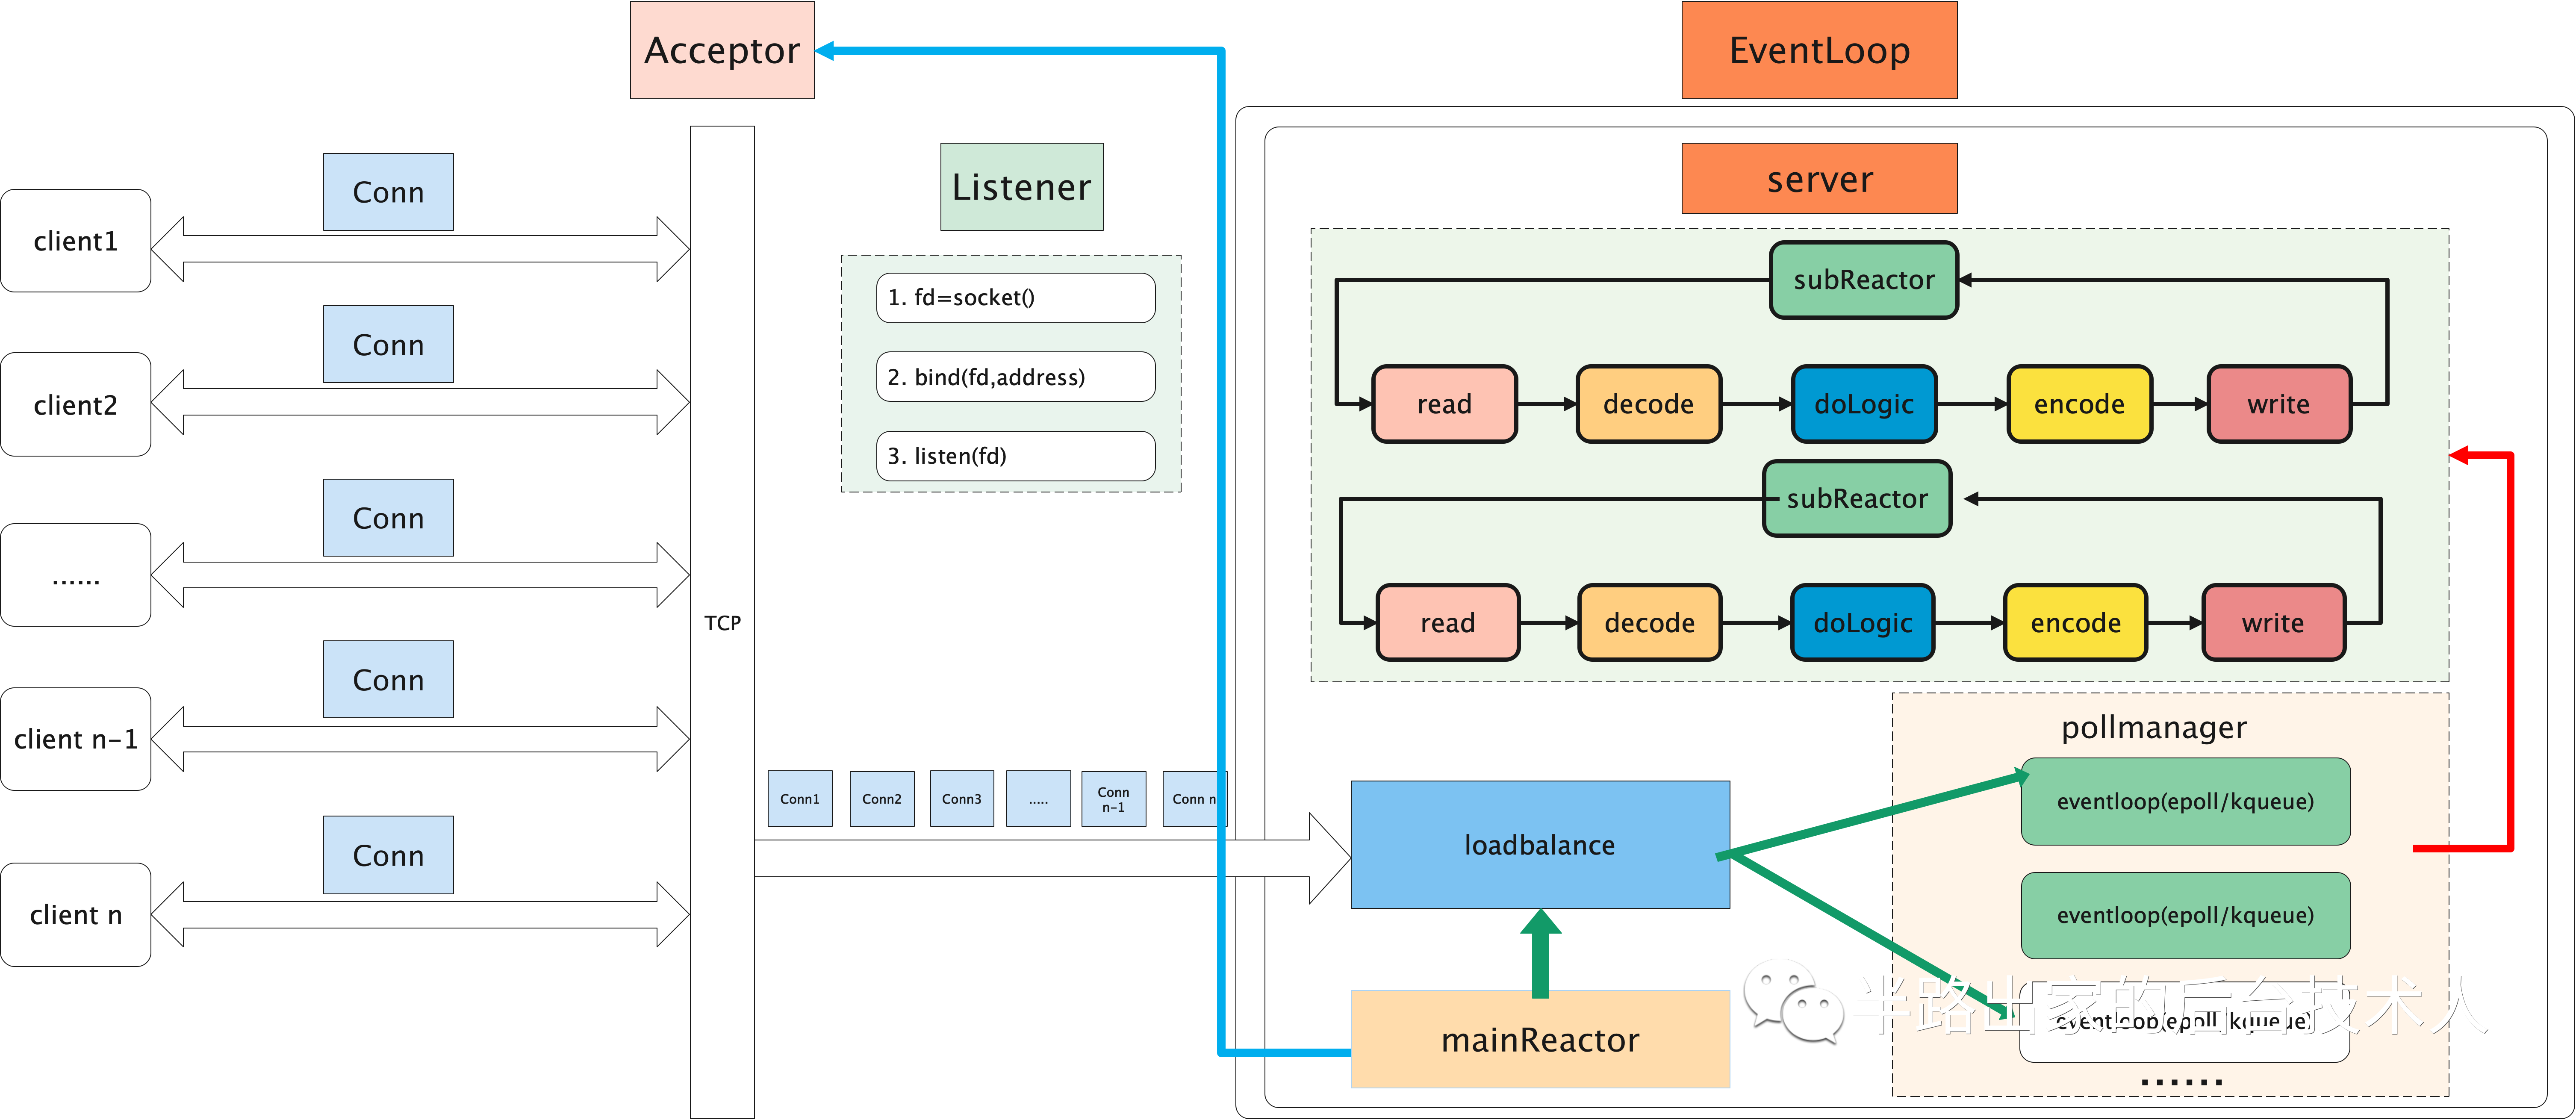 Acceptor
EventLoop
Conn
client1
Conn
client2
Conn
......
Conn
client n-1
Conn
client n
TCP
Listener
1. fd=socket()
2. bind(fd,address)
3. listen(fd)
Conn1
Conn2
Conn3
.....
Conn
n-1
Conn n
server
subReactor
read
decode
doLogic
encode
write
subReactor
read
decode
doLogic
encode
write
loadbalance
mainReactor
pollmanager
eventloop(epoll/kqueue)
eventloop(epoll/kqueue)
eventloop(epoll/kqueue)
......
半路出家的后台技术人